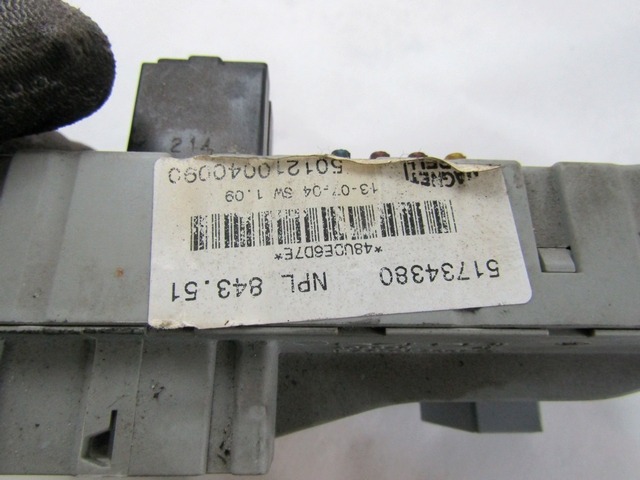 51734380 NPL 843.51
*48UCE6D7E*
13-07-04 SW 1.09
501210040090
MAGNETI
214